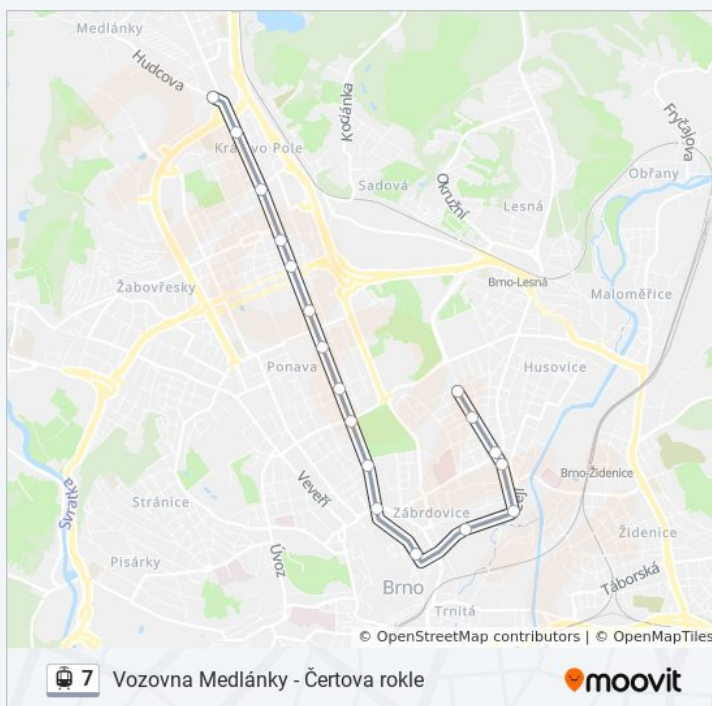 Medlánky
Hudcova
Kociánka
Fryčajova
Královo Pole
Sadová
Obřany
Okružní
Lesná
Brno-Lesná
Žabovřesky
Maloměřice
Ponava
Husovice
Veveří
Brno-Židenice
Svratka
Stránice
Zábrdovice
Židenice
Pisárky
Úvoz
Brno
Táborská
Trnitá
© OpenStreetMap contributors | © OpenMapTiles
7 Vozovna Medlánky - Čertova rokle
moovit